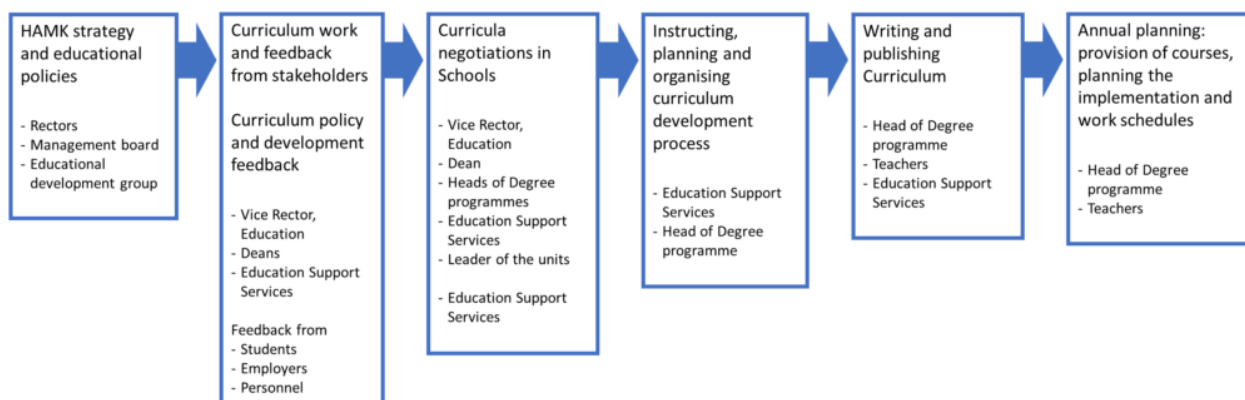 HAMK strategy
and educational
policies
- Rectors
- Management board
- Educational
development group
Curriculum work
and feedback
from stakeholders
Curriculum policy
and development
feedback
- Vice Rector,
Education
- Deans
- Education Support
Services
Feedback from
- Students
- Employers
- Personnel
Curricula
negotiations in
Schools
- Vice Rector,
Education
- Dean
- Heads of Degree
programmes
- Education Support
Services
- Leader of the units
- Education Support
Services
Instructing,
planning and
organising
curriculum
development
process
- Education Support
Services
- Head of Degree
programme
Writing and
publishing
Curriculum
- Head of Degree
programme
- Teachers
- Education Support
Services
Annual planning:
provision of courses,
planning the
implementation and
work schedules
- Head of Degree
programme
- Teachers